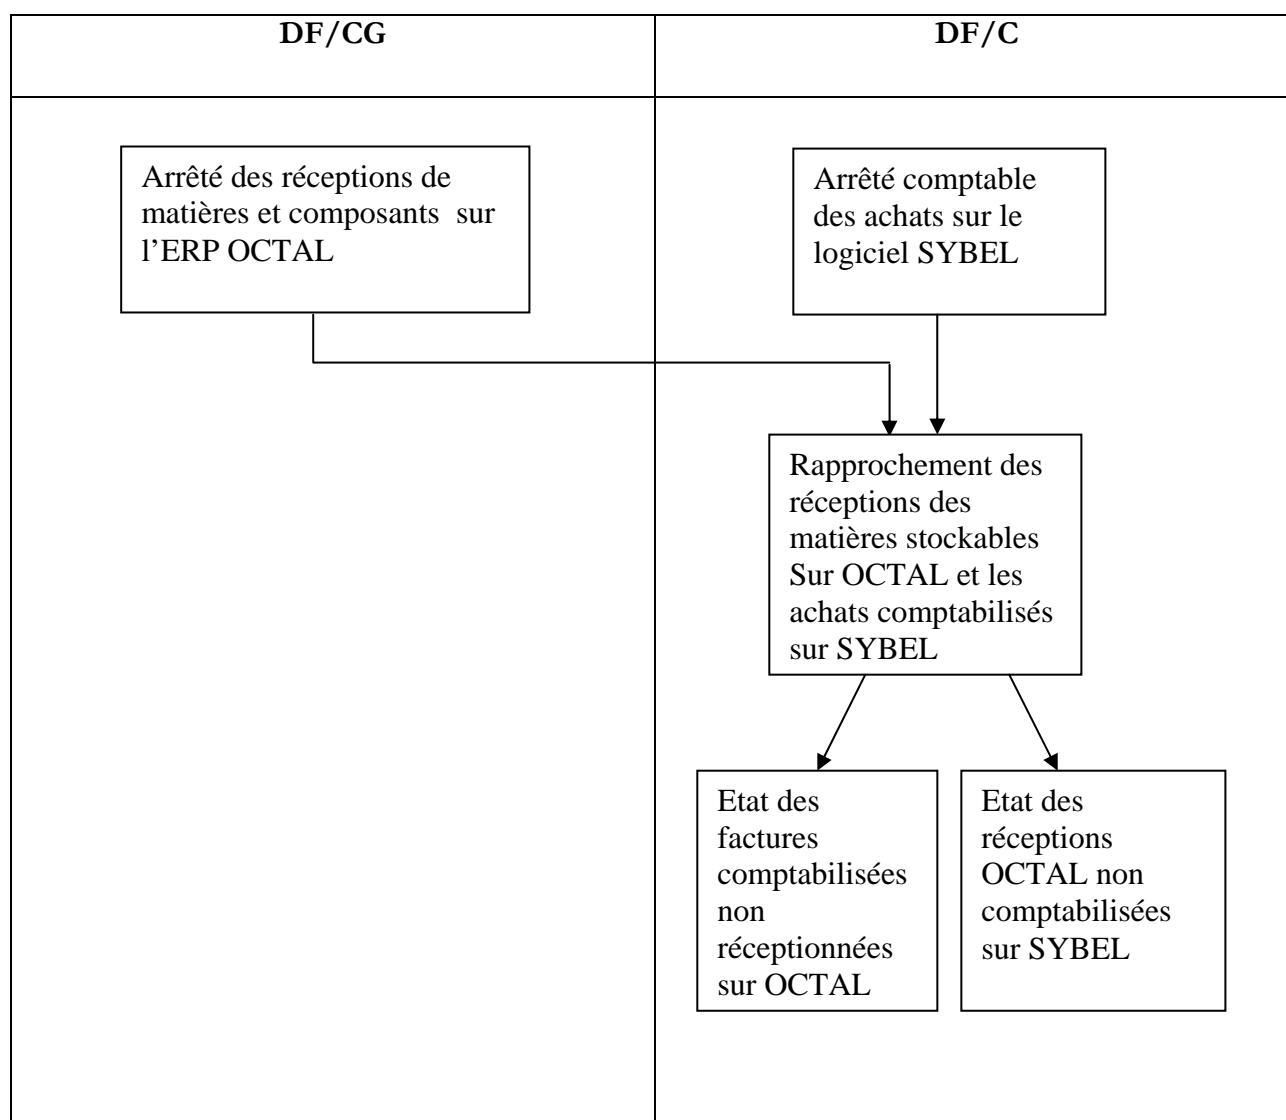 DF/CG
DF/C
Arrêté des réceptions de
matières et composants  sur
l’ERP OCTAL
Arrêté comptable
des achats sur le
logiciel SYBEL
Rapprochement des
réceptions des
matières stockables
Sur OCTAL et les
achats comptabilisés
sur SYBEL
Etat des
factures
comptabilisées
non
réceptionnées
sur OCTAL
Etat des
réceptions
OCTAL non
comptabilisées
sur SYBEL